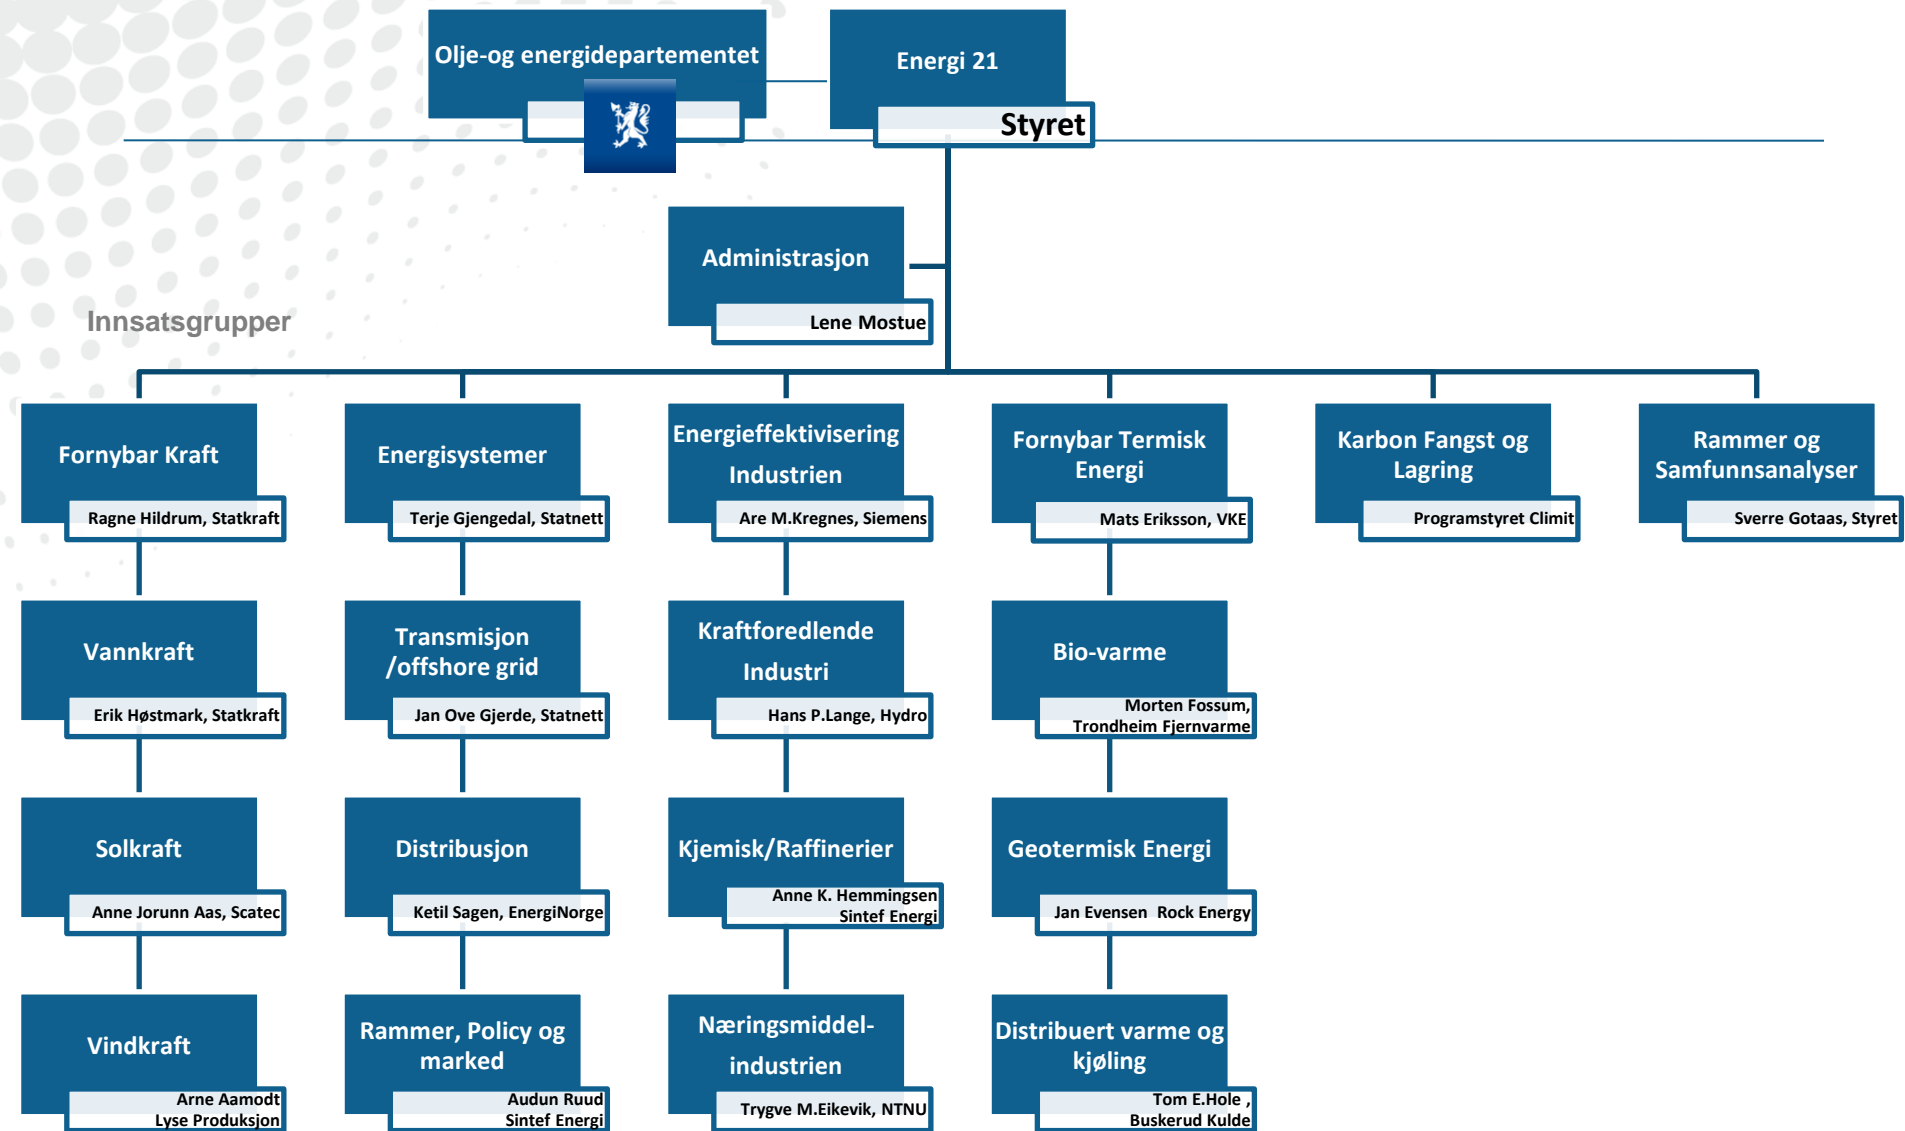 Olje-og energidepartementet
Energi 21
Styret
Administrasjon
Lene Mostue
Innsatsgrupper
Fornybar Kraft
Ragne Hildrum, Statkraft
Energisystemer
Terje Gjengedal, Statnett
Energieffektivisering
Industrien
Are M.Kregnes, Siemens
Fornybar Termisk
Energi
Mats Eriksson, VKE
Karbon Fangst og
Lagring
Programstyret Climit
Rammer og
Samfunnsanalyser
Sverre Gotaas, Styret
Vannkraft
Erik Høstmark, Statkraft
Transmisjon
/offshore grid
Jan Ove Gjerde, Statnett
Kraftforedlende
Industri
Hans P.Lange, Hydro
Bio-varme
Morten Fossum,
Trondheim Fjernvarme
Solkraft
Anne Jorunn Aas, Scatec
Distribusjon
Ketil Sagen, EnergiNorge
Kjemisk/Raffinerier
Anne K. Hemmingsen
Sintef Energi
Geotermisk Energi
Jan Evensen  Rock Energy
Vindkraft
Arne Aamodt
Lyse Produksjon
Rammer, Policy og
marked
Audun Ruud
Sintef Energi
Næringsmiddel-
industrien
Trygve M.Eikevik, NTNU
Distribuert varme og
kjøling
Tom E.Hole ,
Buskerud Kulde